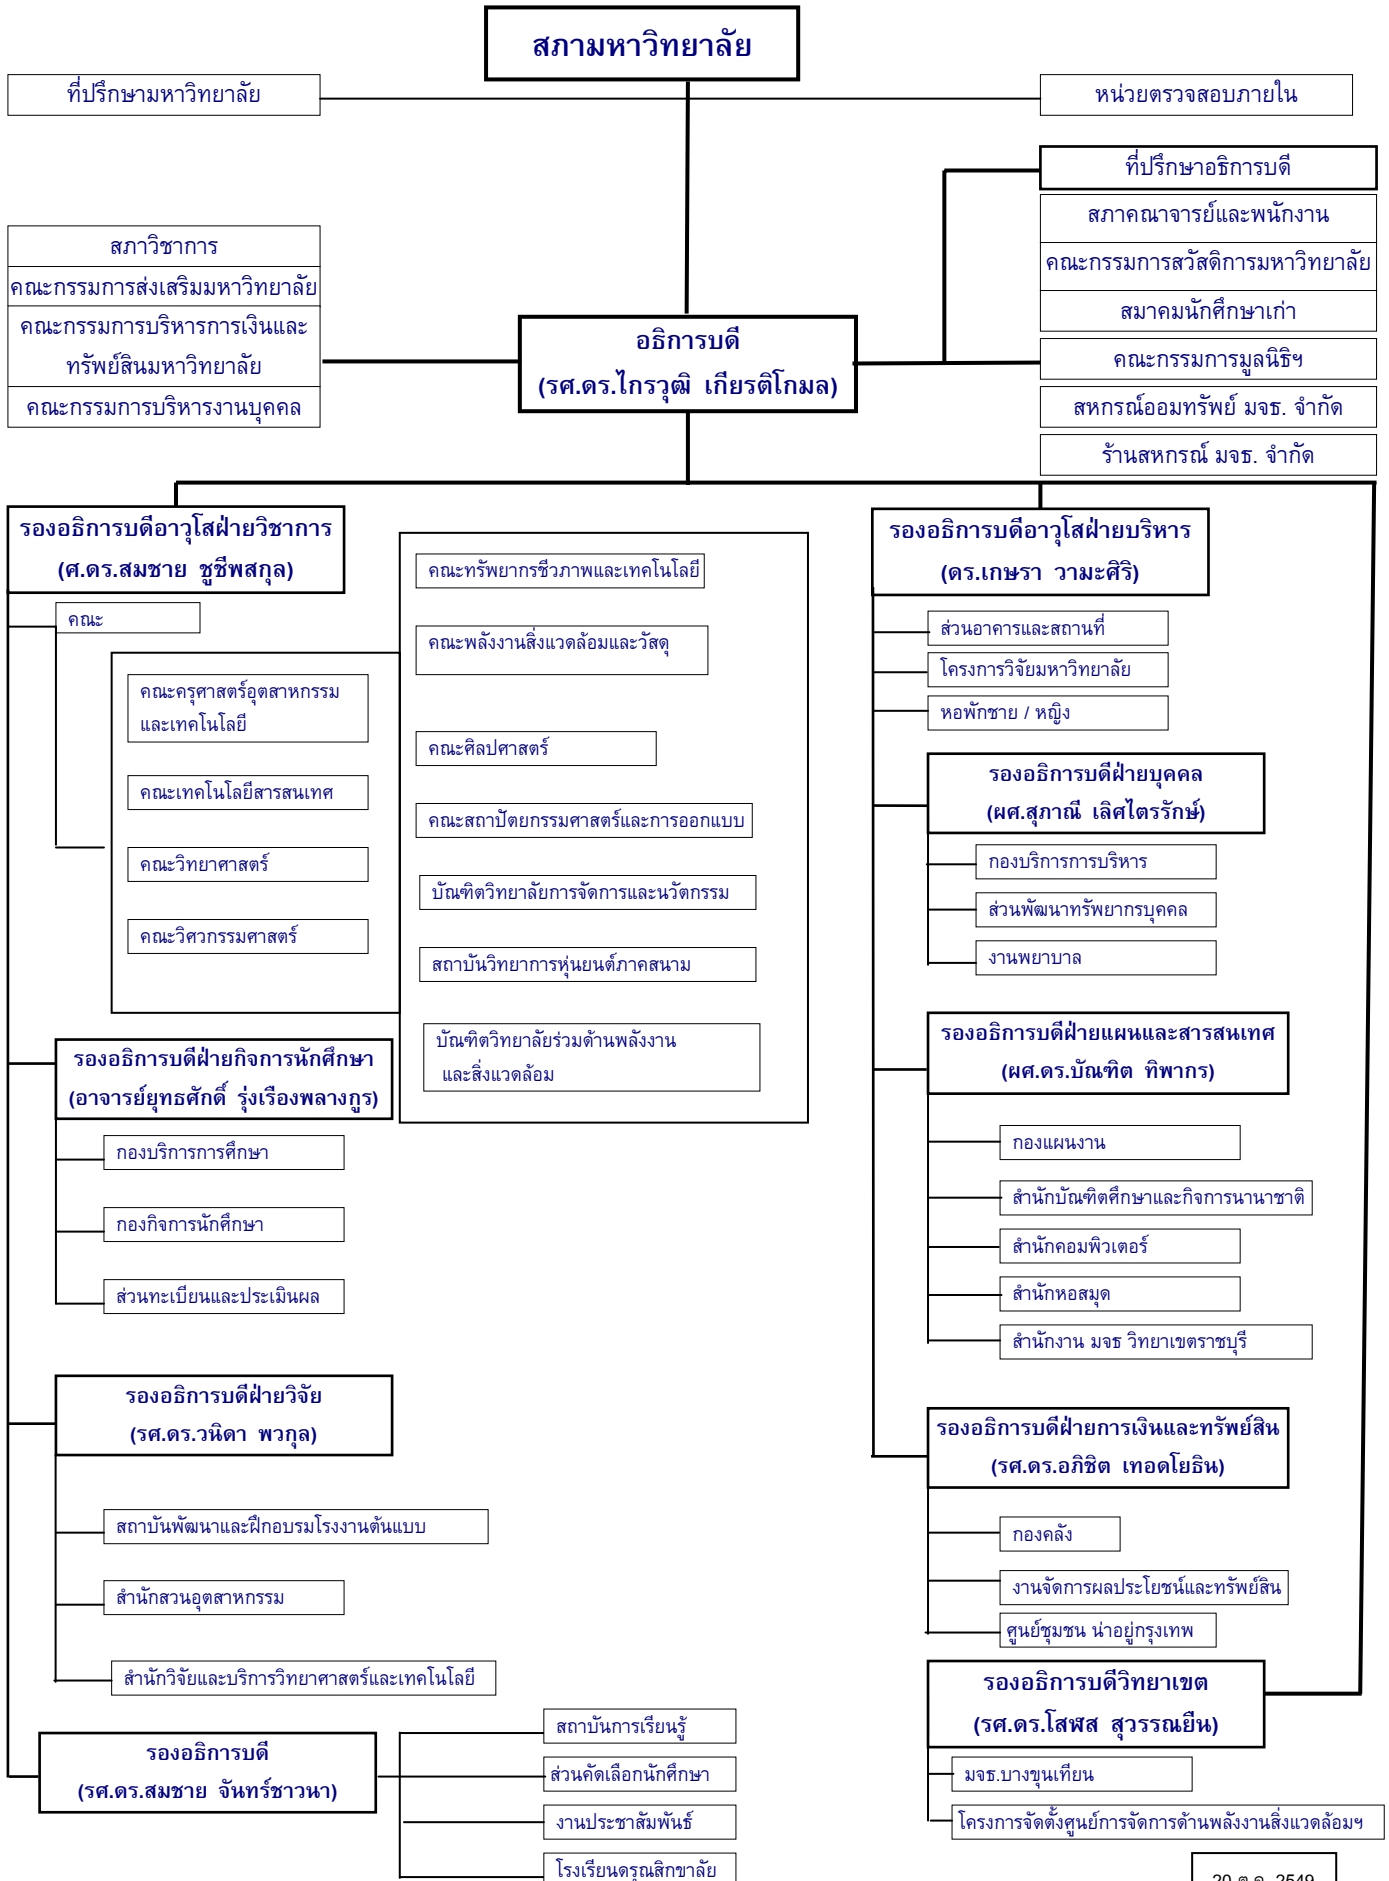 สภามหาวิทยาลัย
ที่ปรึกษามหาวิทยาลัย
หน่วยตรวจสอบภายใน
ที่ปรึกษาอธิการบดี
สภาคณาจารย์และพนักงาน
คณะกรรมการสวัสดิการมหาวิทยาลัย
สมาคมนักศึกษาเก่า
คณะกรรมการมูลนิธิฯ
สหกรณ์ออมทรัพย์ มจธ. จำกัด
ร้านสหกรณ์ มจธ. จำกัด
สภาวิชาการ
คณะกรรมการส่งเสริมมหาวิทยาลัย
คณะกรรมการบริหารการเงินและ
ทรัพย์สินมหาวิทยาลัย
คณะกรรมการบริหารงานบุคคล
อธิการบดี
(รศ.ดร.ไกรวุฒิ เกียรติโกมล)
รองอธิการบดีอาวุโสฝ่ายวิชาการ
(ศ.ดร.สมชาย ชูชีพสกุล)
คณะ
คณะครุศาสตร์อุตสาหกรรม
และเทคโนโลยี
คณะเทคโนโลยีสารสนเทศ
คณะวิทยาศาสตร์
คณะวิศวกรรมศาสตร์
คณะทรัพยากรชีวภาพและเทคโนโลยี
คณะพลังงานสิ่งแวดล้อมและวัสดุ
คณะศิลปศาสตร์
คณะสถาปัตยกรรมศาสตร์และการออกแบบ
บัณฑิตวิทยาลัยการจัดการและนวัตกรรม
สถาบันวิทยาการหุ่นยนต์ภาคสนาม
บัณฑิตวิทยาลัยร่วมด้านพลังงาน
และสิ่งแวดล้อม
รองอธิการบดีฝ่ายกิจการนักศึกษา
(อาจารย์ยุทธศักดิ์ รุ่งเรืองพลางกูร)
กองบริการการศึกษา
กองกิจการนักศึกษา
ส่วนทะเบียนและประเมินผล
รองอธิการบดีฝ่ายวิจัย
(รศ.ดร.วนิดา พวกุล)
สถาบันพัฒนาและฝึกอบรมโรงงานต้นแบบ
สำนักสวนอุตสาหกรรม
สำนักวิจัยและบริการวิทยาศาสตร์และเทคโนโลยี
รองอธิการบดี
(รศ.ดร.สมชาย จันทร์ชาวนา)
สถาบันการเรียนรู้
ส่วนคัดเลือกนักศึกษา
งานประชาสัมพันธ์
โรงเรียนดรุณสิกขาลัย
รองอธิการบดีอาวุโสฝ่ายบริหาร
(ดร.เกษรา วามะศิริ)
ส่วนอาคารและสถานที่
โครงการวิจัยมหาวิทยาลัย
หอพักชาย / หญิง
รองอธิการบดีฝ่ายบุคคล
(ผศ.สุภาณี เลิศไตรรักษ์)
กองบริการการบริหาร
ส่วนพัฒนาทรัพยากรบุคคล
งานพยาบาล
รองอธิการบดีฝ่ายแผนและสารสนเทศ
(ผศ.ดร.บัณฑิต ทิพากร)
กองแผนงาน
สำนักบัณฑิตศึกษาและกิจการนานาชาติ
สำนักคอมพิวเตอร์
สำนักหอสมุด
สำนักงาน มจธ วิทยาเขตราชบุรี
รองอธิการบดีฝ่ายการเงินและทรัพย์สิน
(รศ.ดร.อภิชิต เทอดโยธิน)
กองคลัง
งานจัดการผลประโยชน์และทรัพย์สิน
ศูนย์ชุมชน น่าอยู่กรุงเทพ
รองอธิการบดีวิทยาเขต
(รศ.ดร.โสฬส สุวรรณยืน)
มจธ.บางขุนเทียน
โครงการจัดตั้งศูนย์การจัดการด้านพลังงานสิ่งแวดล้อมฯ
20 ต.ค. 2549